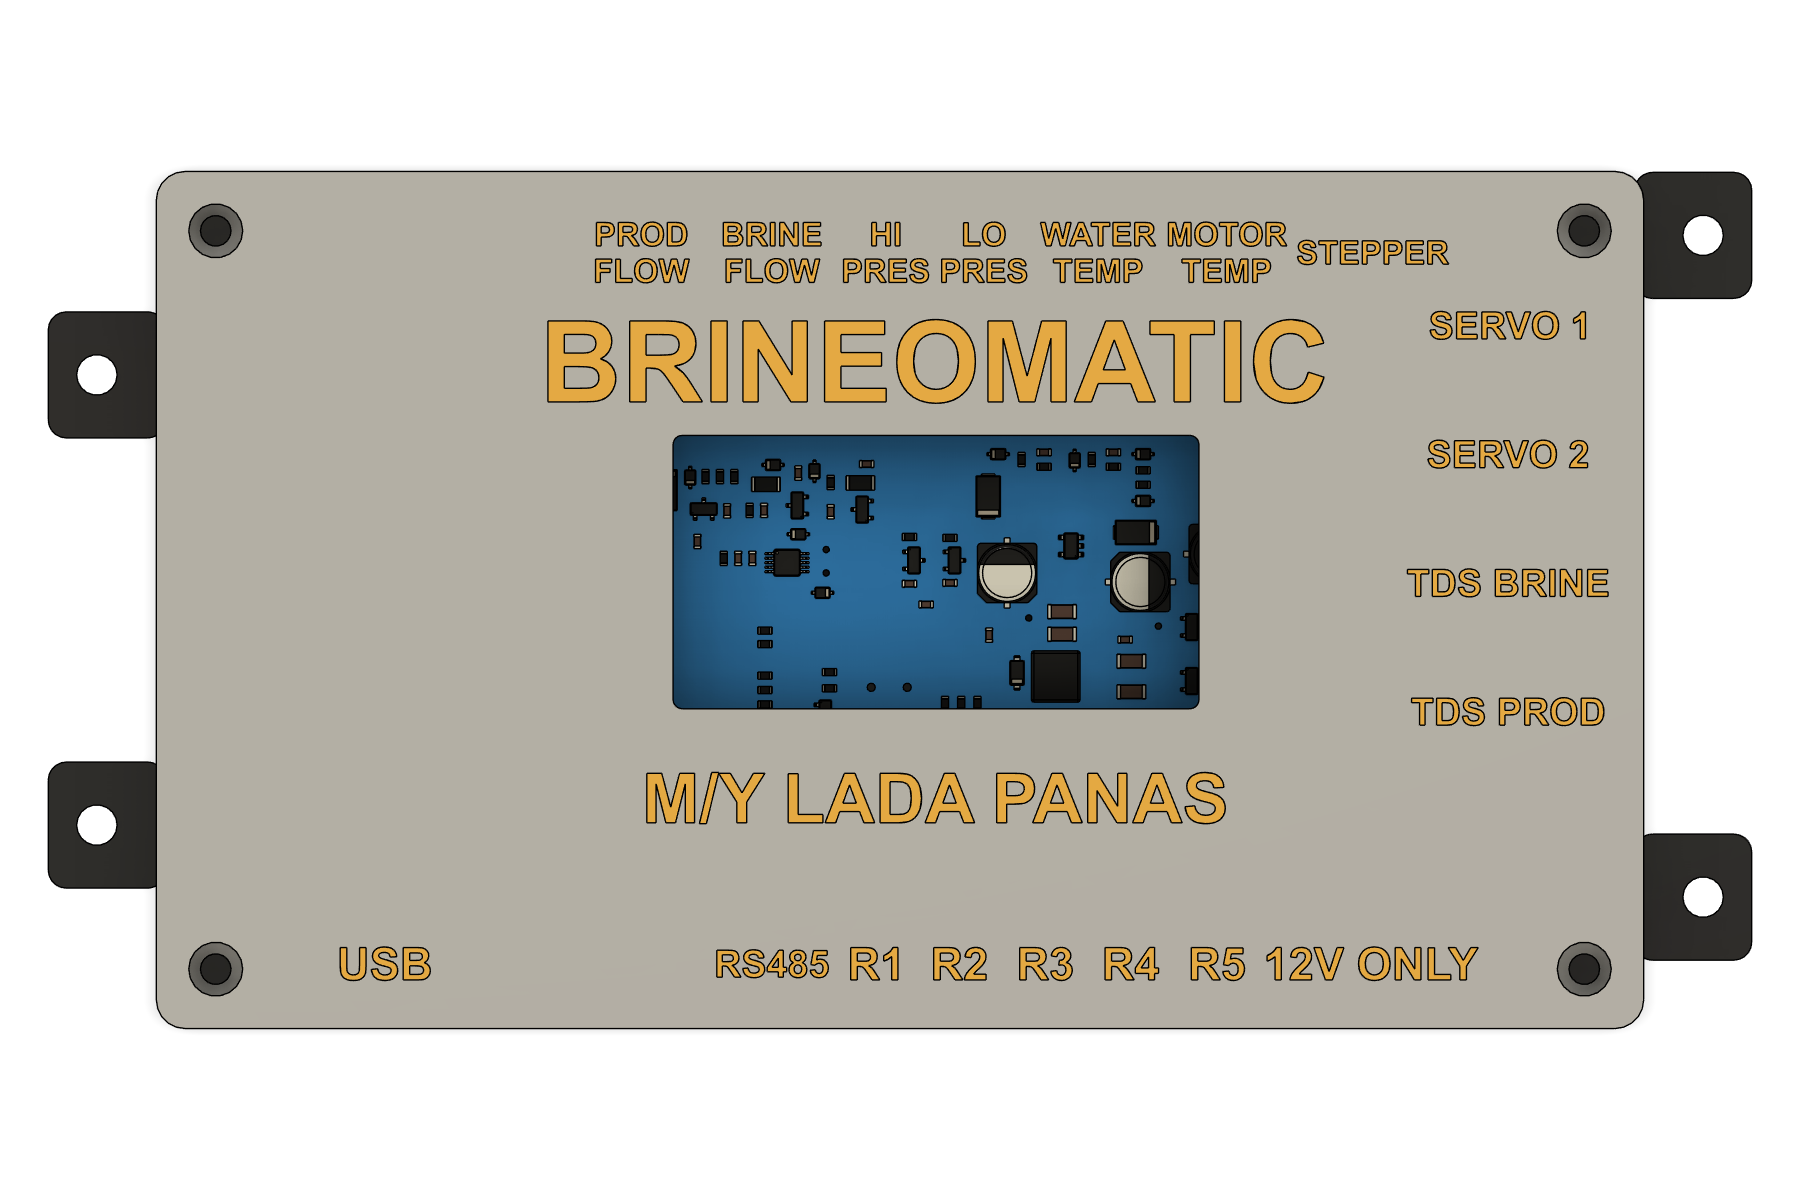 PROD BRINE HI LO WATER MOTOR
FLOW FLOW PRES PRES TEMP TEMP STEPPER
BRINEOMATIC
SERVO 1
SERVO 2
TDS BRINE
TDS PROD
M/Y LADA PANAS
USB RS485 R1 R2 R3 R4 R5 12V ONLY